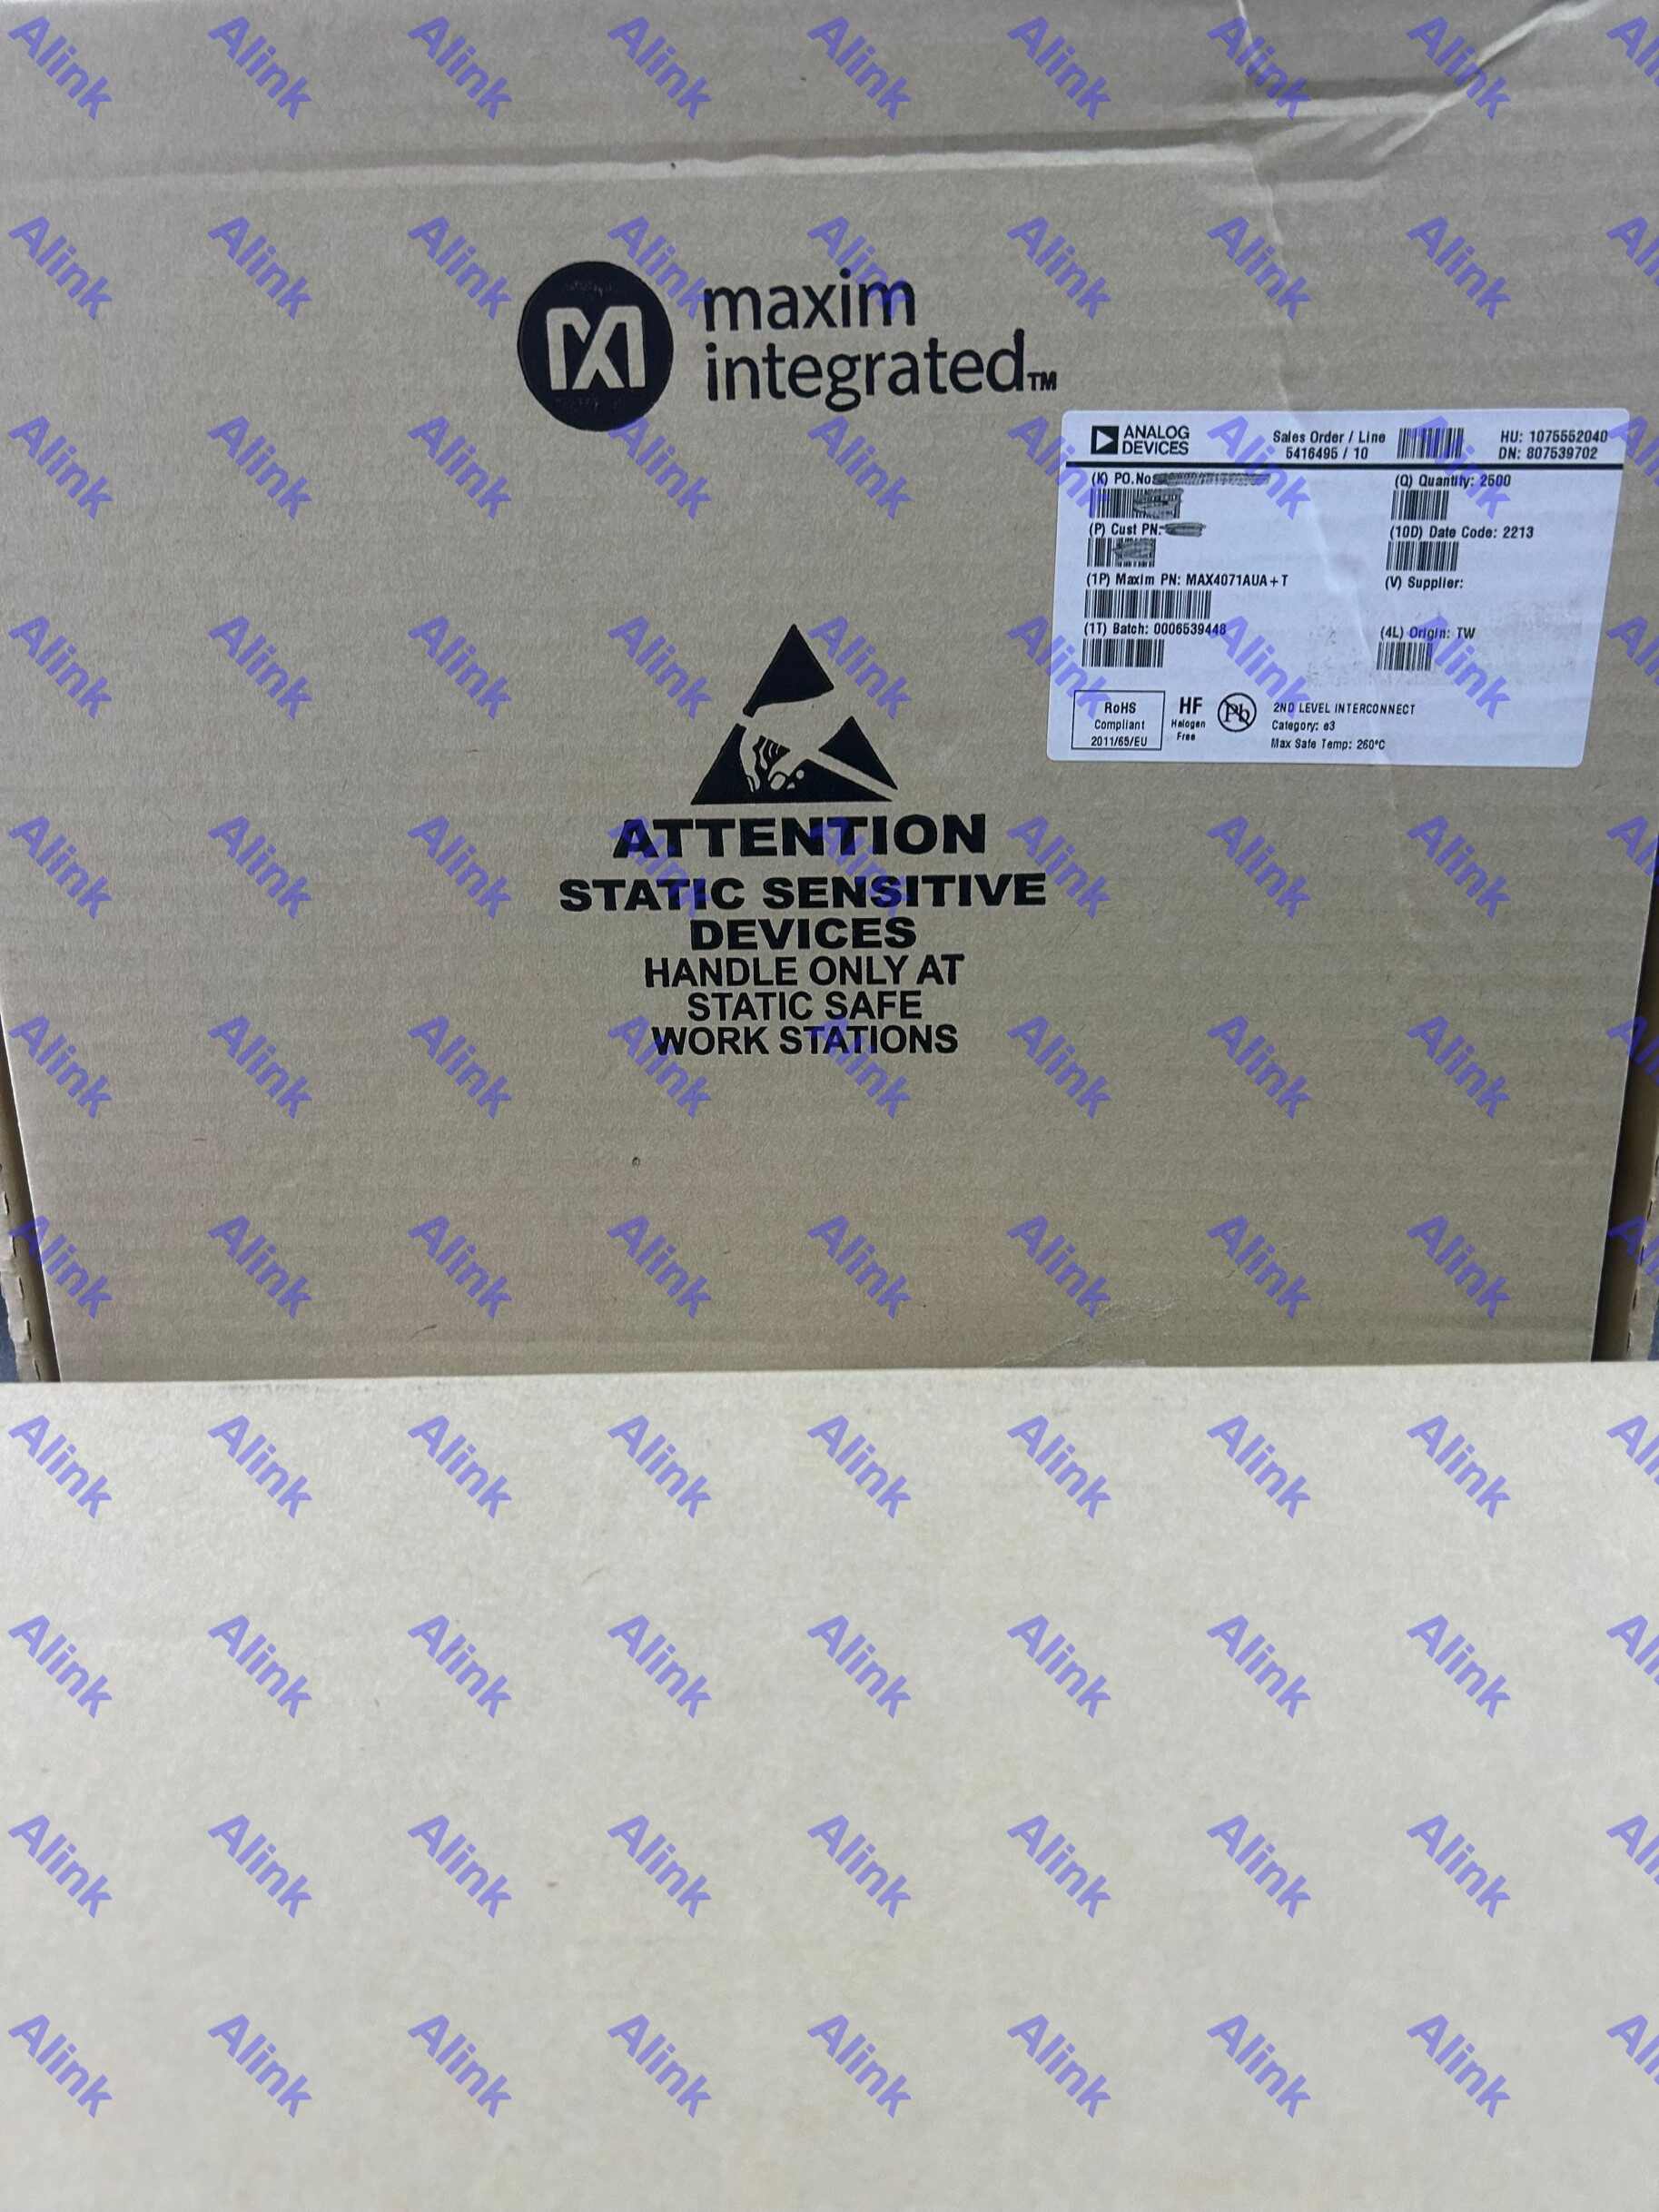 maxim
integrated™
ANALOG
DEVICES
Sales Order / Line
5416495 / 10
HU: 1075552040
DN: 807539702
(K) PO.No:
(Q) Quantity: 2500
(P) Cust PN:
(10D) Date Code: 2213
(1P) Maxim PN: MAX4071AUA+T
(V) Supplier:
(1T) Batch: 0006539448
(4L) Origin: TW
RoHS
Compliant
2011/65/EU
HF
Halogen
Free
Pb
2ND LEVEL INTERCONNECT
Category: e3
Max Safe Temp: 260°C
ATTENTION
STATIC SENSITIVE
DEVICES
HANDLE ONLY AT
STATIC SAFE
WORK STATIONS
Alink